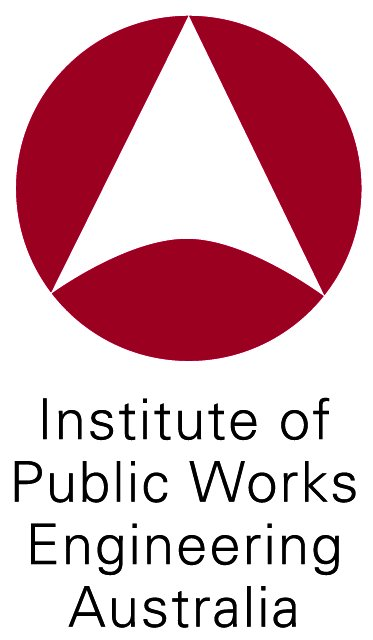 Institute of
Public Works
Engineering
Australia